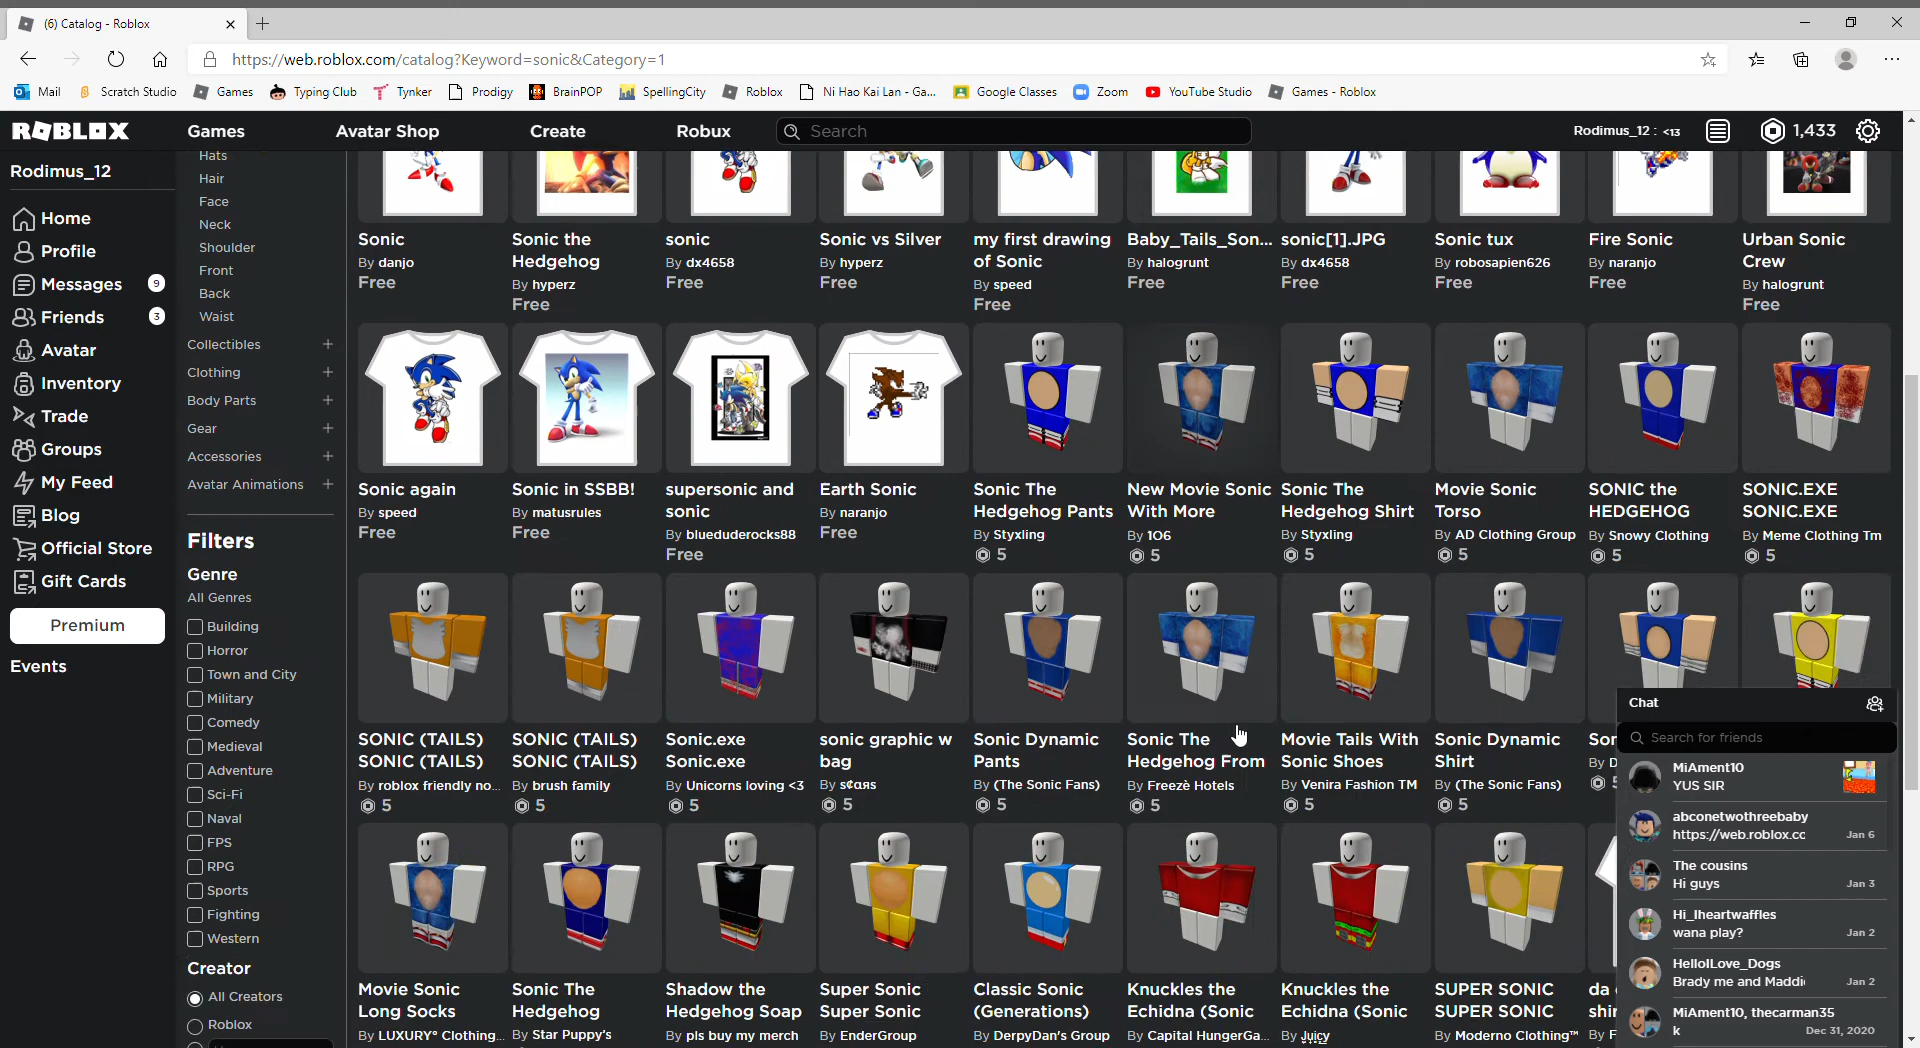 (6) Catalog - Roblox
https://web.roblox.com/catalog?Keyword=sonic&Category=1
Mail Scratch Studio Games Typing Club Tynker Prodigy BrainPOP SpellingCity Roblox Ni Hao Kai Lan - Ga... Google Classes Zoom YouTube Studio Games - Roblox
ROBLOX Games Avatar Shop Create Robux Search Rodimus_12 : <13 1,433
Rodimus_12
Home
Profile
Messages 9
Friends 3
Avatar
Inventory
Trade
Groups
My Feed
Blog
Official Store
Gift Cards
Premium
Events
Hats
Hair
Face
Neck
Shoulder
Front
Back
Waist
Collectibles +
Clothing +
Body Parts +
Gear +
Accessories +
Avatar Animations +
Filters
Genre
All Genres
Building
Horror
Town and City
Military
Comedy
Medieval
Adventure
Sci-Fi
Naval
FPS
RPG
Sports
Fighting
Western
Creator
All Creators
Roblox
Sonic
By danjo
Free
Sonic the
Hedgehog
By hyperz
Free
sonic
By dx4658
Free
Sonic vs Silver
By hyperz
Free
my first drawing
of Sonic
By speed
Free
Baby_Tails_Son...
By halogrunt
Free
sonic[1].JPG
By dx4658
Free
Sonic tux
By robosapien626
Free
Fire Sonic
By naranjo
Free
Urban Sonic
Crew
By halogrunt
Free
Sonic again
By speed
Free
Sonic in SSBB!
By matusrules
Free
supersonic and
sonic
By blueduderocks88
Free
Earth Sonic
By naranjo
Free
Sonic The
Hedgehog Pants
By Styxling
5
New Movie Sonic
With More
By 1O6
5
Sonic The
Hedgehog Shirt
By Styxling
5
Movie Sonic
Torso
By AD Clothing Group
5
SONIC the
HEDGEHOG
By Snowy Clothing
5
SONIC.EXE
SONIC.EXE
By Meme Clothing Tm
5
SONIC (TAILS)
SONIC (TAILS)
By roblox friendly no...
5
SONIC (TAILS)
SONIC (TAILS)
By brush family
5
Sonic.exe
Sonic.exe
By Unicorns loving <3
5
sonic graphic w
bag
By s¢αʀs
5
Sonic Dynamic
Pants
By (The Sonic Fans)
5
Sonic The
Hedgehog From
By Freezè Hotels
5
Movie Tails With
Sonic Shoes
By Venira Fashion TM
5
Sonic Dynamic
Shirt
By (The Sonic Fans)
5
Movie Sonic
Long Socks
By LUXURY° Clothing...
Sonic The
Hedgehog
By Star Puppy's
Shadow the
Hedgehog Soap
By pls buy my merch
Super Sonic
Super Sonic
By EnderGroup
Classic Sonic
(Generations)
By DerpyDan's Group
Knuckles the
Echidna (Sonic
By Capital HungerGa...
Knuckles the
Echidna (Sonic
By Juicy
SUPER SONIC
SUPER SONIC
By Moderno Clothing™
Chat
Search for friends
MiAment10
YUS SIR
abconetwothreebaby
https://web.roblox.cc Jan 6
The cousins
Hi guys Jan 3
Hi_Iheartwaffles
wana play? Jan 2
HelloILove_Dogs
Brady me and Maddi Jan 2
MiAment10, thecarman35
k Dec 31, 2020